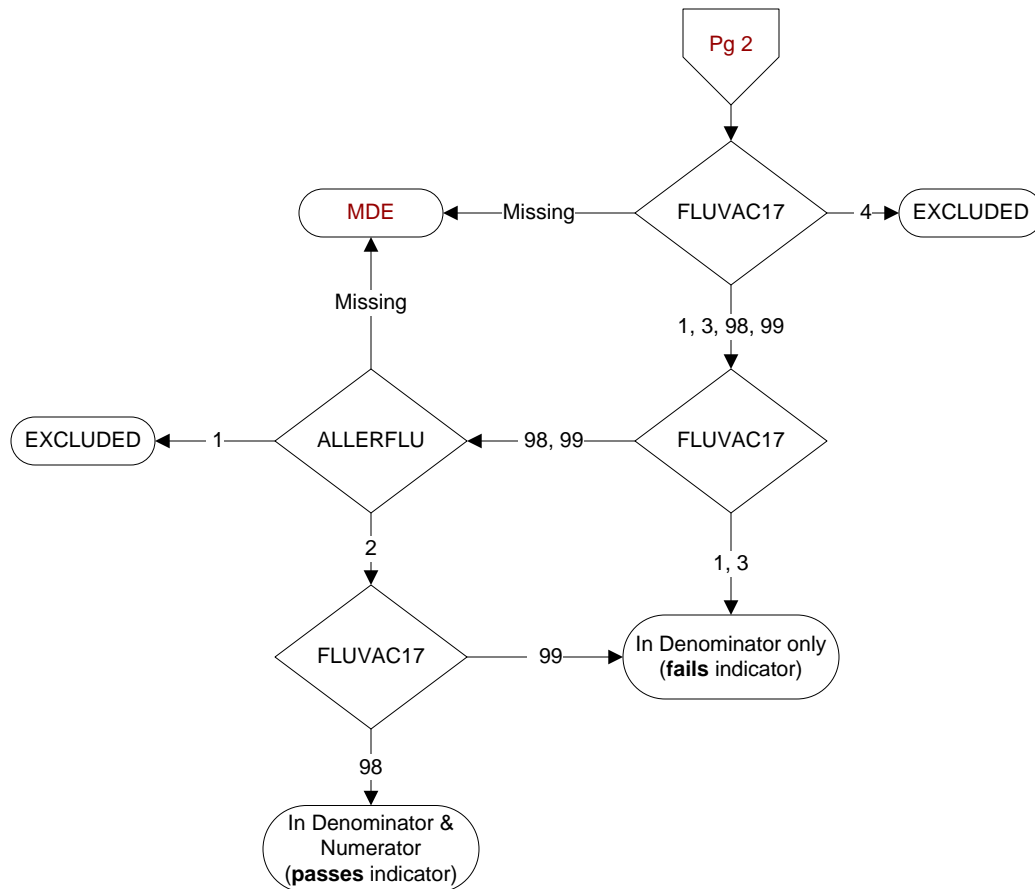 Pg 2
MDE
Missing
FLUVAC17
4
EXCLUDED
Missing
1, 3, 98, 99
EXCLUDED
1
ALLERFLU
98, 99
FLUVAC17
2
1, 3
FLUVAC17
99
In Denominator only
(fails indicator)
98
In Denominator &
Numerator
(passes indicator)